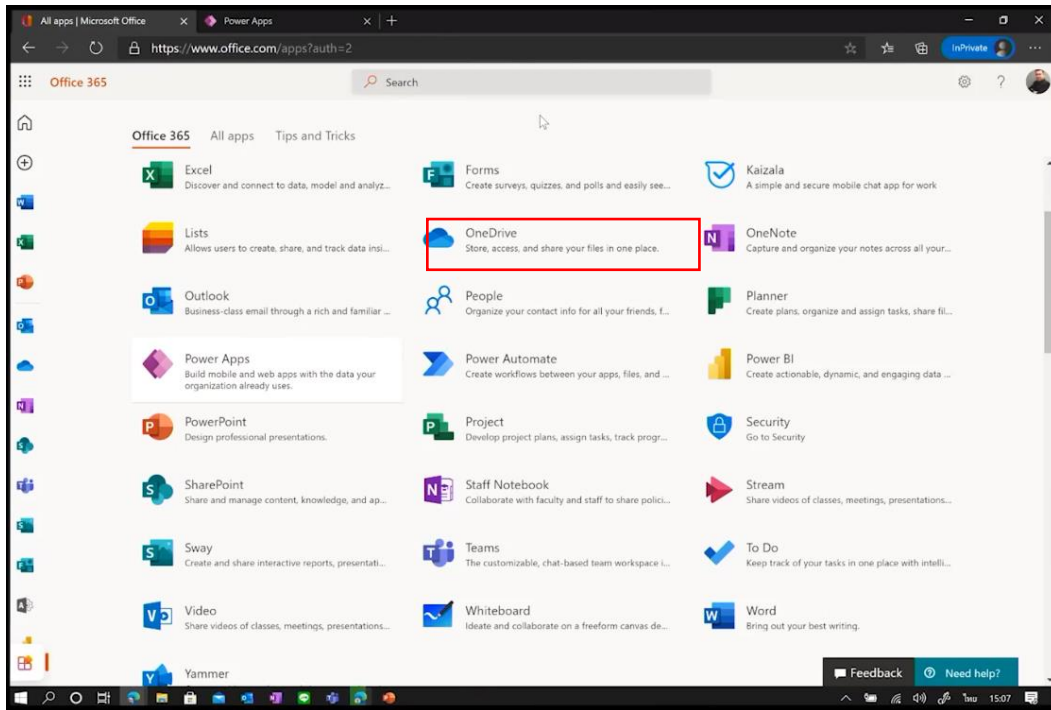 All apps | Microsoft Office
Power Apps
https://www.office.com/apps?auth=2
InPrivate
Office 365
Search
Office 365 All apps Tips and Tricks
Excel
Discover and connect to data, model and analyz...
Forms
Create surveys, quizzes, and polls and easily see...
Kaizala
A simple and secure mobile chat app for work
Lists
Allows users to create, share, and track data insi...
OneDrive
Store, access, and share your files in one place.
OneNote
Capture and organize your notes across all your...
Outlook
Business-class email through a rich and familiar ...
People
Organize your contact info for all your friends, f...
Planner
Create plans, organize and assign tasks, share fil...
Power Apps
Build mobile and web apps with the data your
organization already uses.
Power Automate
Create workflows between your apps, files, and ...
Power BI
Create actionable, dynamic, and engaging data ...
PowerPoint
Design professional presentations.
Project
Develop project plans, assign tasks, track progr...
Security
Go to Security
SharePoint
Share and manage content, knowledge, and ap...
Staff Notebook
Collaborate with faculty and staff to share polici...
Stream
Share videos of classes, meetings, presentations...
Sway
Create and share interactive reports, presentati...
Teams
The customizable, chat-based team workspace i...
To Do
Keep track of your tasks in one place with intelli...
Video
Share videos of classes, meetings, presentations...
Whiteboard
Ideate and collaborate on a freeform canvas de...
Word
Bring out your best writing.
Yammer
Feedback
Need help?
ไทย 15:07